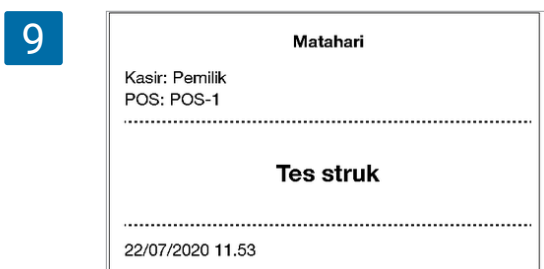 9
Matahari
Kasir: Pemilik
POS: POS-1
Tes struk
22/07/2020 11.53